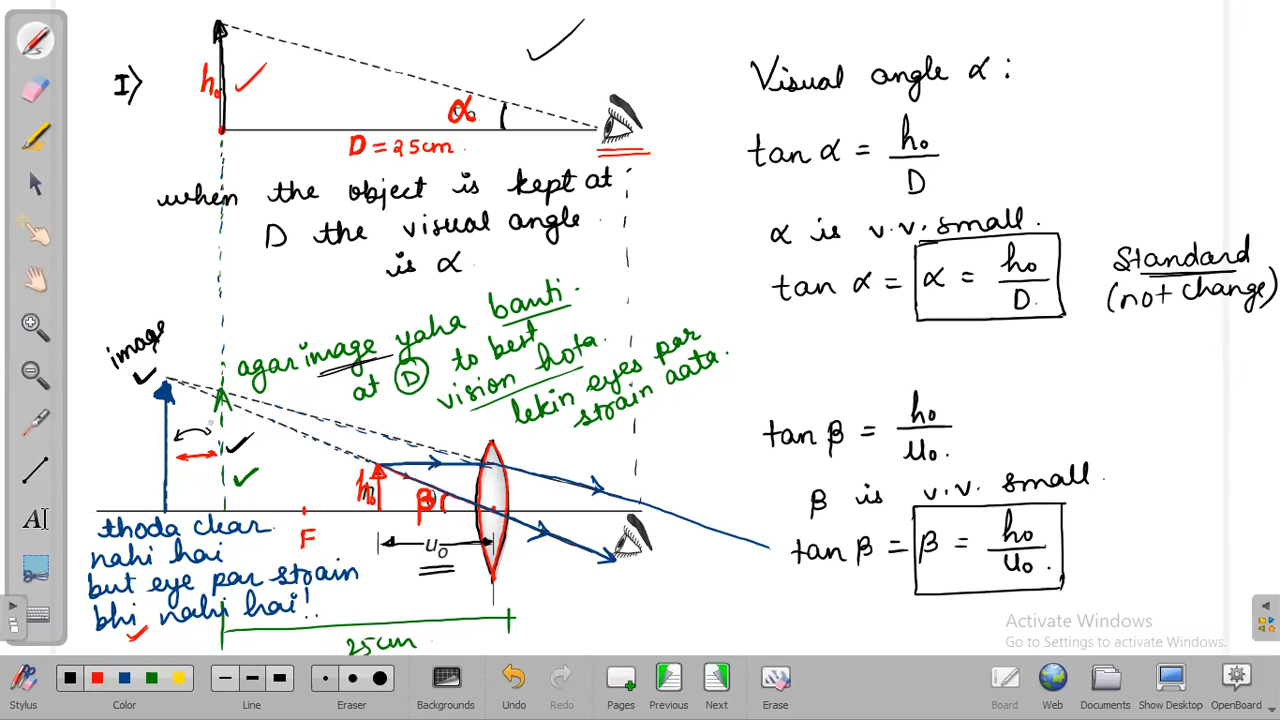 I>
h₀
α
D = 25cm.
when the object is kept at
D the visual angle
is α
image
agar image yaha banti
at D to best
vision hota.
lekin eyes par
strain aata.
h₀
β
F
u₀
thoda clear
nahi hai
but eye par strain
bhi nahi hai!
25cm
Visual angle α :
tan α = h₀/D
α is v.v. small.
tan α = α = h₀/D.
Standard
(not change)
tan β = h₀/u₀.
β is v.v. small.
tan β = β = h₀/u₀.
Activate Windows
Go to Settings to activate Windows.
Color
Line
Eraser
Backgrounds
Undo
Redo
Pages
Previous
Next
Erase
Board
Web
Documents
Show Desktop
OpenBoard